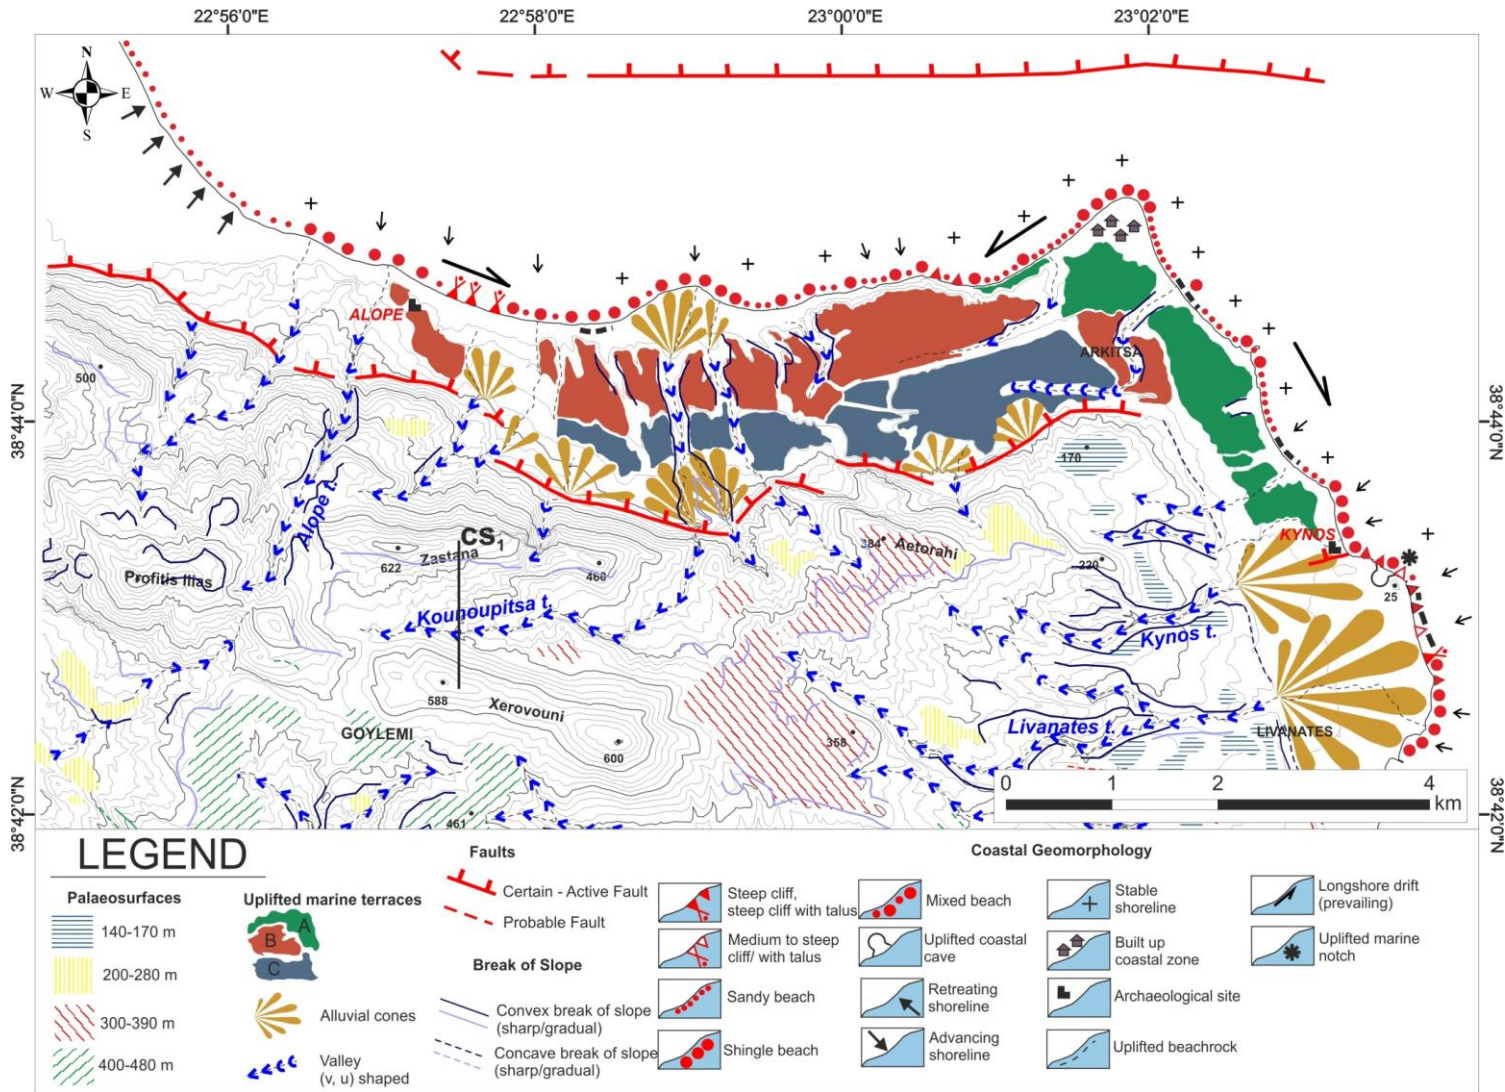 22°56'0"E 22°58'0"E 23°00'0"E 23°02'0"E
N
W E
S
ALOPE
ARKITSA
500
38°44'0"N 38°44'0"N
170
Alope t.
KYNOS
CS1
Zastana
622
460
384
Aetorahi
220
25
Profitis Ilias
Kounoupitsa t.
Kynos t.
588
Xerovouni
GOYLEMI
600
358
Livanates t.
LIVANATES
0 1 2 4
km
461
38°42'0"N 38°42'0"N
LEGEND
Palaeosurfaces
140-170 m
200-280 m
300-390 m
400-480 m
Uplifted marine terraces
A
B
C
Alluvial cones
Valley
(v, u) shaped
Faults
Certain - Active Fault
Probable Fault
Break of Slope
Convex break of slope
(sharp/gradual)
Concave break of slope
(sharp/gradual)
Coastal Geomorphology
Steep cliff,
steep cliff with talus
Medium to steep
cliff/ with talus
Sandy beach
Shingle beach
Mixed beach
Uplifted coastal
cave
Retreating
shoreline
Advancing
shoreline
Stable
shoreline
Built up
coastal zone
Archaeological site
Uplifted beachrock
Longshore drift
(prevailing)
Uplifted marine
notch